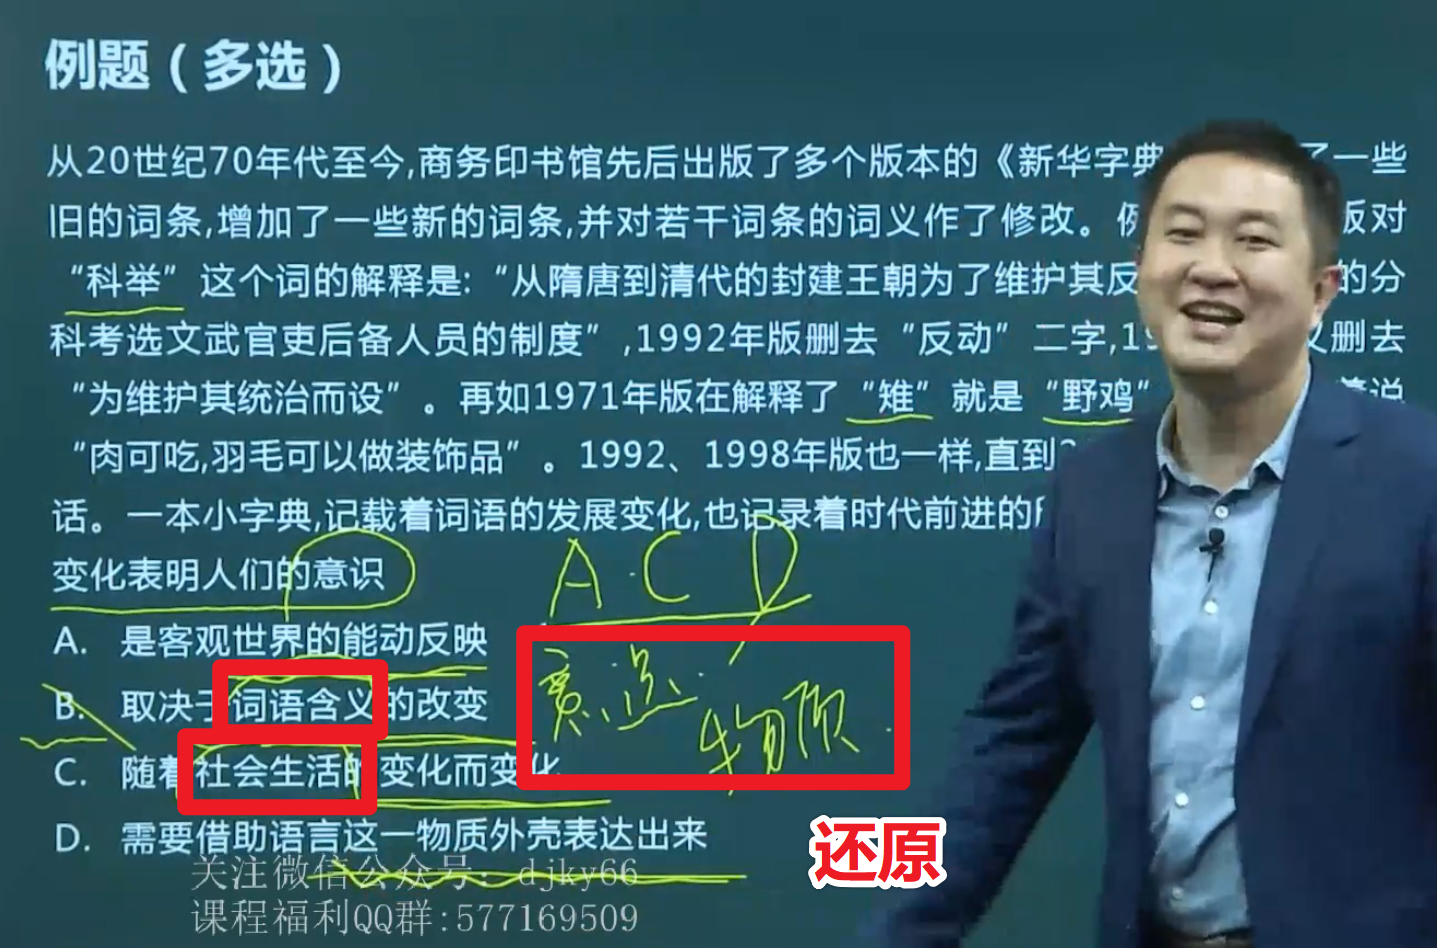 例题（多选）
从20世纪70年代至今,商务印书馆先后出版了多个版本的《新华字典 了一些
旧的词条,增加了一些新的词条,并对若干词条的词义作了修改。例 版对
“科举”这个词的解释是:“从隋唐到清代的封建王朝为了维护其反 的分
科考选文武官吏后备人员的制度”,1992年版删去“反动”二字,19 又删去
“为维护其统治而设”。再如1971年版在解释了“雉”就是“野鸡” 着说
“肉可吃,羽毛可以做装饰品”。1992、1998年版也一样,直到
话。一本小字典,记载着词语的发展变化,也记录着时代前进的
变化表明人们的意识
A C D
A. 是客观世界的能动反映
B. 取决于词语含义的改变
意识
物质
C. 随着社会生活的变化而变化
D. 需要借助语言这一物质外壳表达出来
还原
关注微信公众号: djky66
课程福利QQ群:577169509